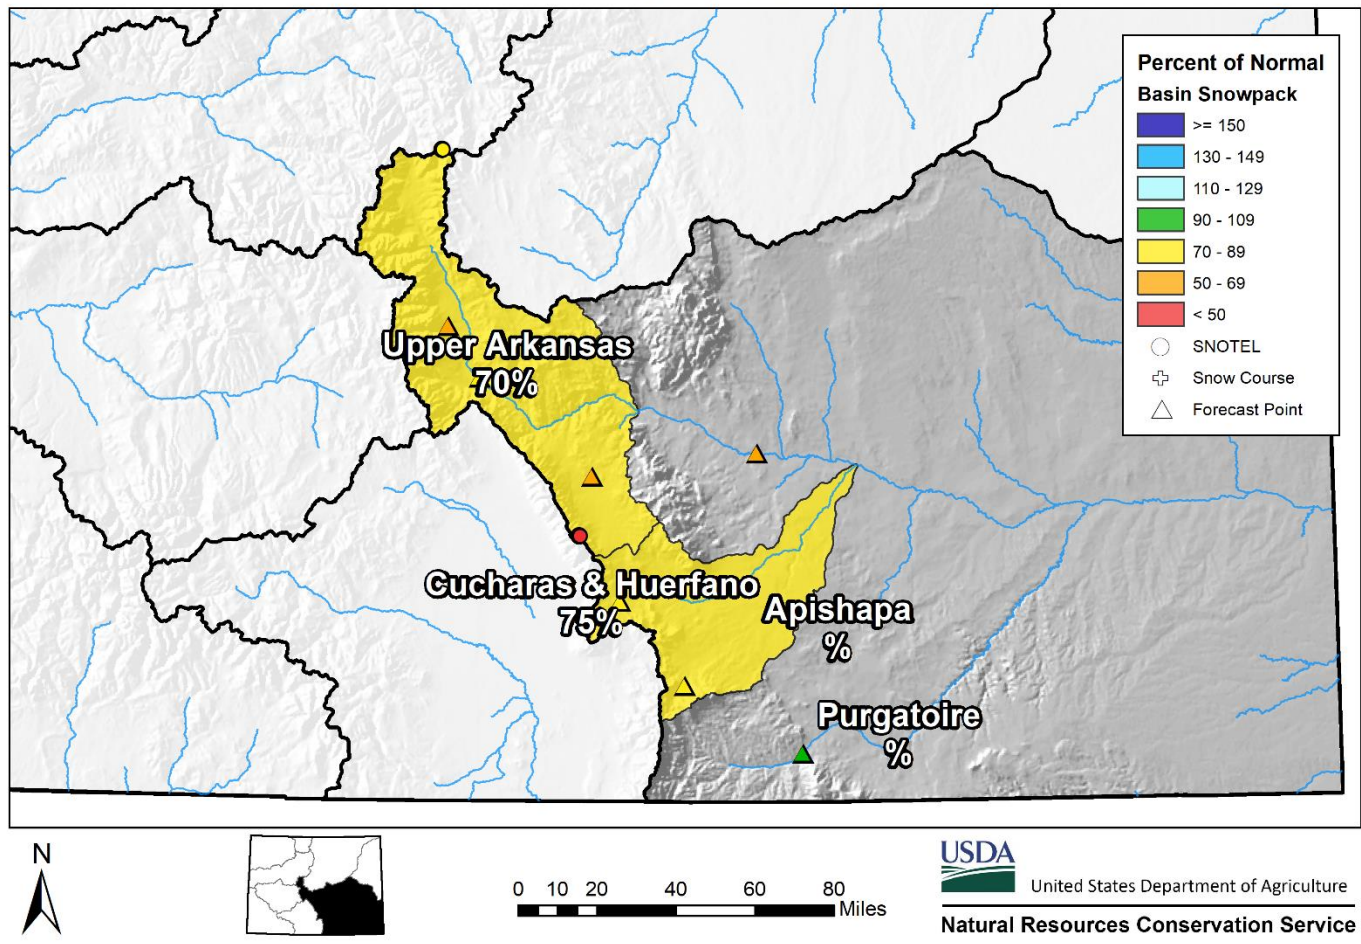 Percent of Normal
Basin Snowpack
>= 150
130 - 149
110 - 129
90 - 109
70 - 89
50 - 69
< 50
SNOTEL
Snow Course
Forecast Point
Upper Arkansas
70%
Cucharas & Huerfano
75%
Apishapa
%
Purgatoire
%
N
0 10 20 40 60 80
Miles
USDA
United States Department of Agriculture
Natural Resources Conservation Service